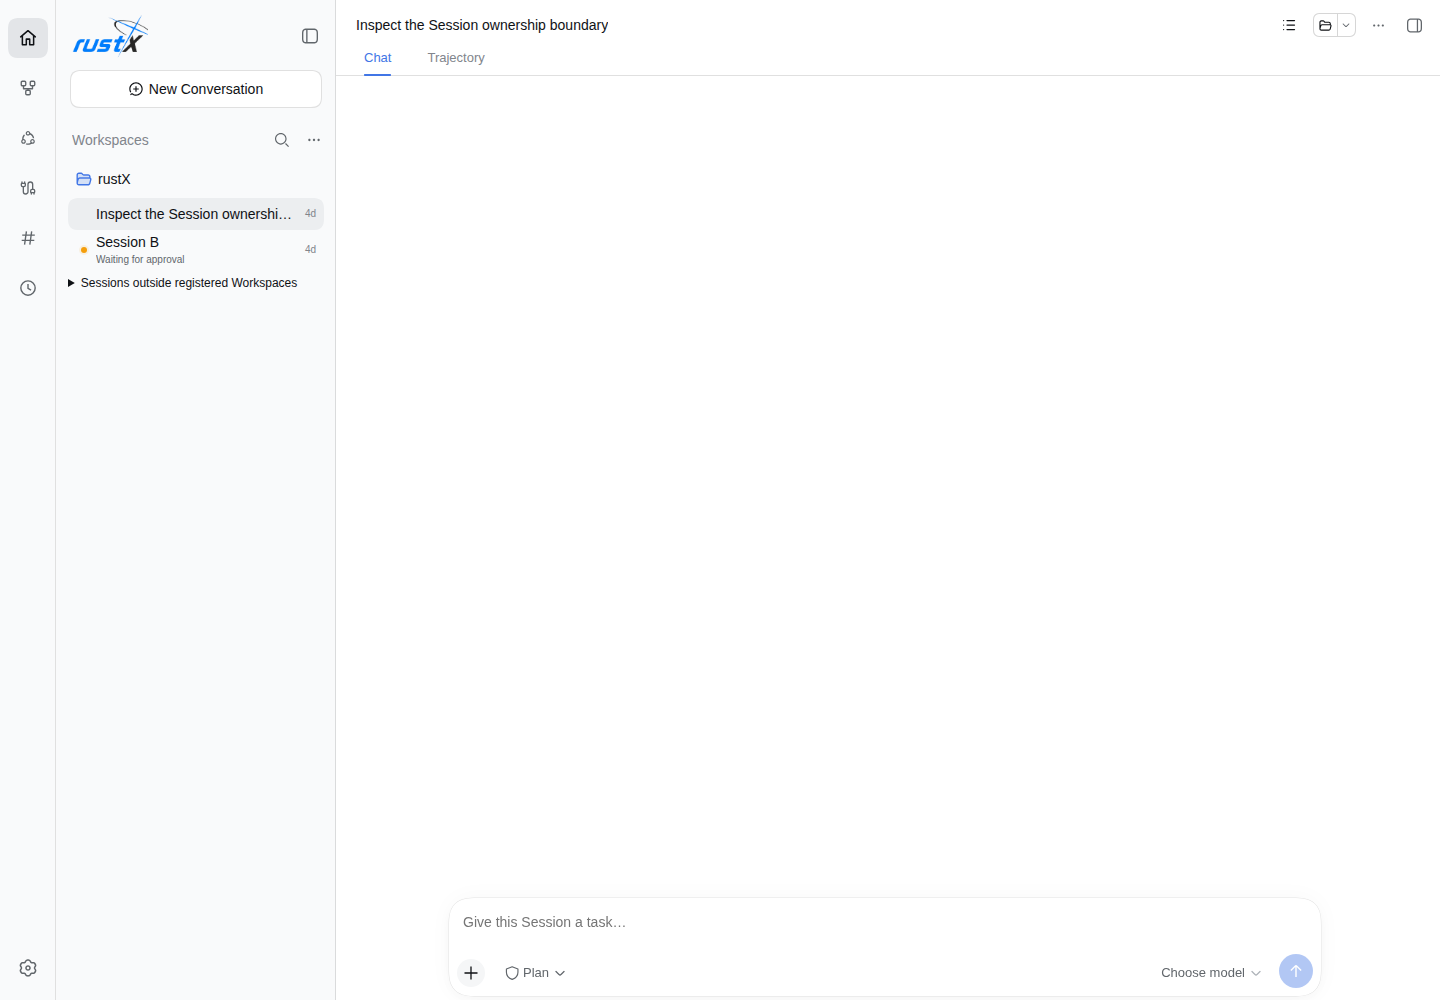 rustX
New Conversation
Workspaces
rustX
Inspect the Session ownershi…
4d
Session B
4d
Waiting for approval
Sessions outside registered Workspaces
Inspect the Session ownership boundary
Chat
Trajectory
Give this Session a task…
Plan
Choose model